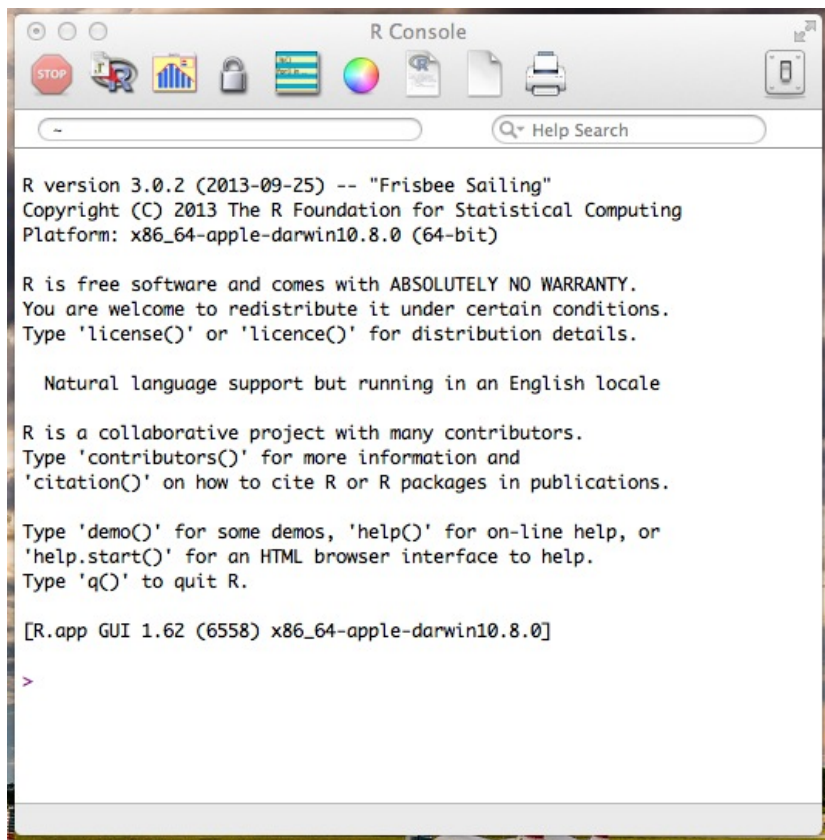 R Console
STOP
R
R
~
Help Search
R version 3.0.2 (2013-09-25) -- "Frisbee Sailing"
Copyright (C) 2013 The R Foundation for Statistical Computing
Platform: x86_64-apple-darwin10.8.0 (64-bit)
R is free software and comes with ABSOLUTELY NO WARRANTY.
You are welcome to redistribute it under certain conditions.
Type 'license()' or 'licence()' for distribution details.
Natural language support but running in an English locale
R is a collaborative project with many contributors.
Type 'contributors()' for more information and
'citation()' on how to cite R or R packages in publications.
Type 'demo()' for some demos, 'help()' for on-line help, or
'help.start()' for an HTML browser interface to help.
Type 'q()' to quit R.
[R.app GUI 1.62 (6558) x86_64-apple-darwin10.8.0]
>